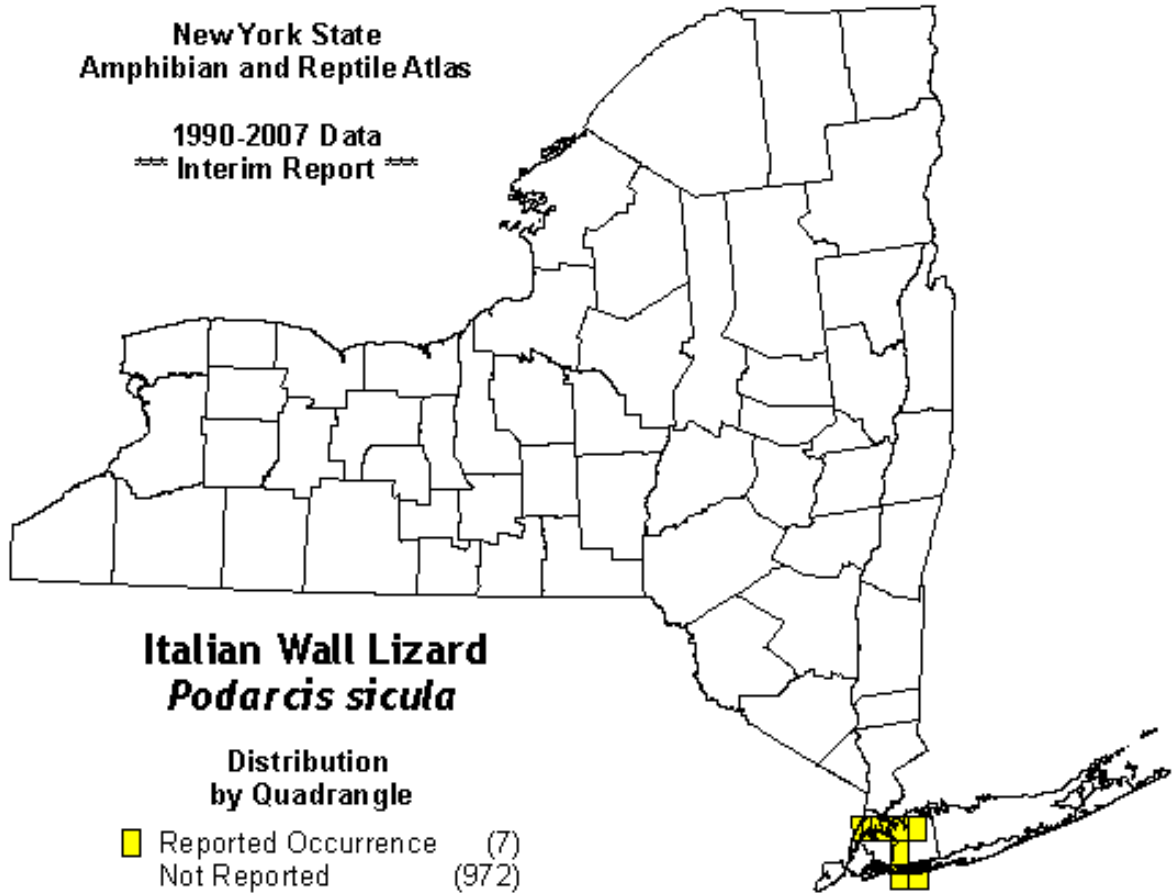 New York State
Amphibian and Reptile Atlas
1990-2007 Data
*** Interim Report ***
Italian Wall Lizard
Podarcis sicula
Distribution
by Quadrangle
Reported Occurrence (7)
Not Reported (972)